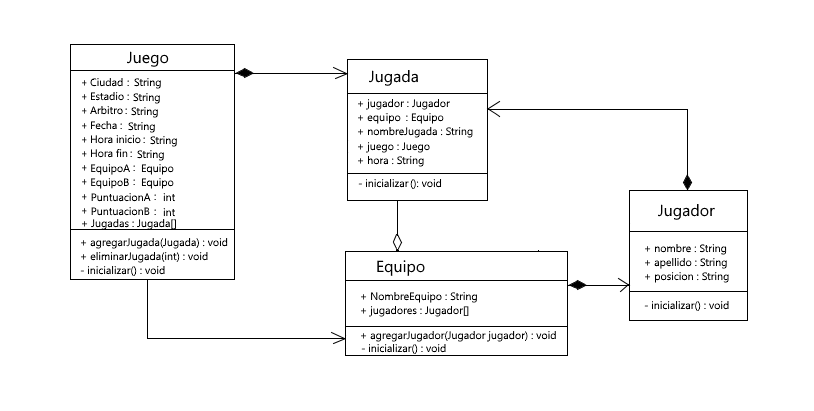 Juego
+ Ciudad : String
+ Estadio : String
+ Arbitro : String
+ Fecha : String
+ Hora inicio : String
+ Hora fin : String
+ EquipoA : Equipo
+ EquipoB : Equipo
+ PuntuacionA : int
+ PuntuacionB : int
+ Jugadas : Jugada[]
+ agregarJugada(Jugada) : void
+ eliminarJugada(int) : void
- inicializar() : void
Jugada
+ jugador : Jugador
+ equipo : Equipo
+ nombreJugada : String
+ juego : Juego
+ hora : String
- inicializar(): void
Equipo
+ NombreEquipo : String
+ jugadores : Jugador[]
+ agregarJugador(Jugador jugador) : void
- inicializar() : void
Jugador
+ nombre : String
+ apellido : String
+ posicion : String
- inicializar() : void